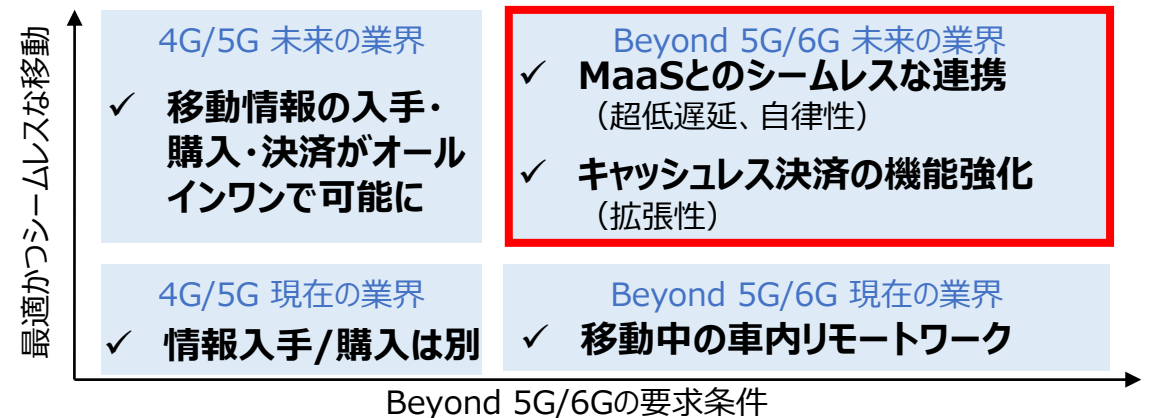 最適かつシームレスな移動
4G/5G 未来の業界
✓ 移動情報の入手・
購入・決済がオール
インワンで可能に
Beyond 5G/6G 未来の業界
✓ MaaSとのシームレスな連携
（超低遅延、自律性）
✓ キャッシュレス決済の機能強化
（拡張性）
4G/5G 現在の業界
✓ 情報入手/購入は別
Beyond 5G/6G 現在の業界
✓ 移動中の車内リモートワーク
Beyond 5G/6Gの要求条件